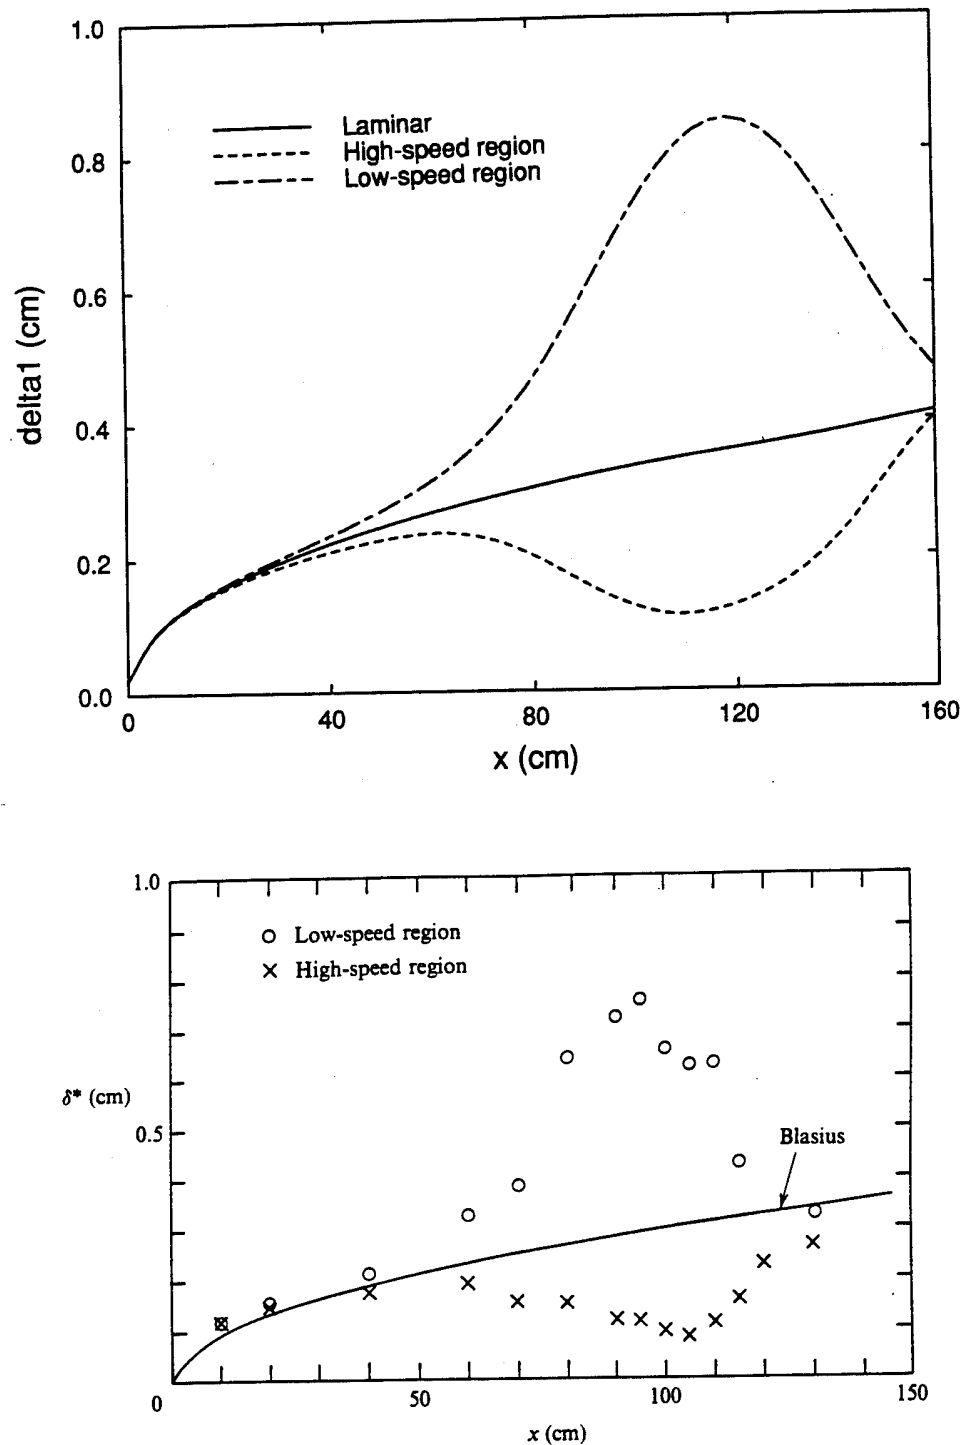 1.0
Laminar
High-speed region
Low-speed region
0.8
0.6
delta1 (cm)
0.4
0.2
0.0
0
40
80
120
160
x (cm)
1.0
Low-speed region
High-speed region
δ* (cm)
0.5
Blasius
0
50
100
150
x (cm)